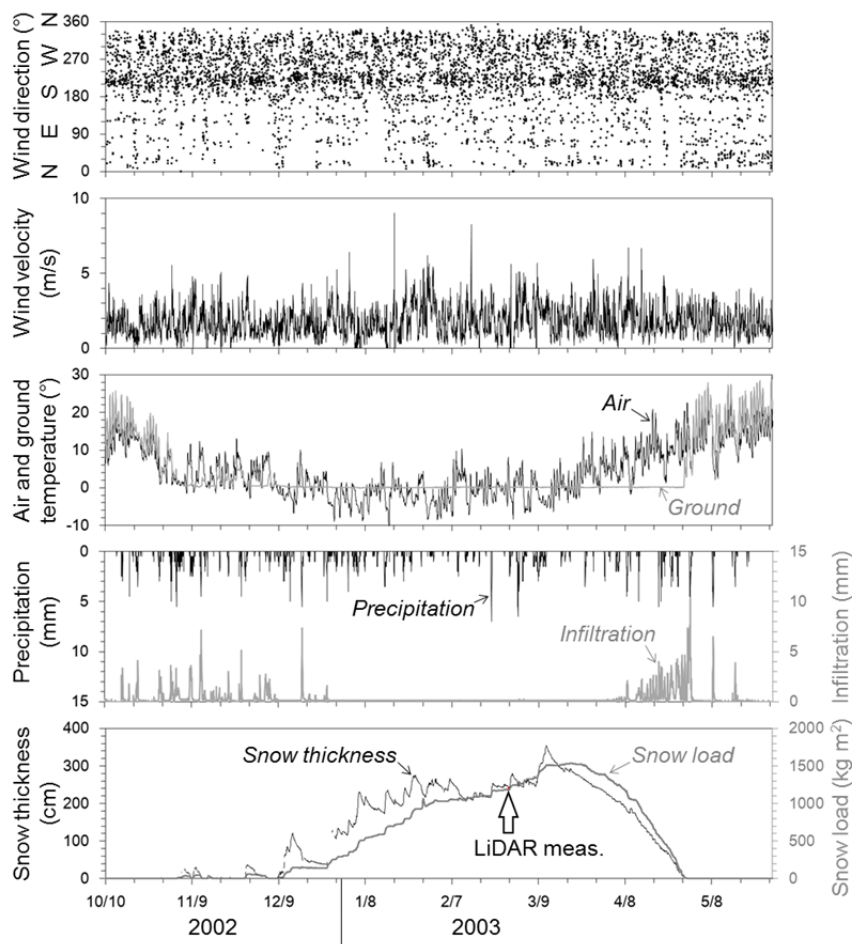 Wind direction (°)
N E S W N
360
270
180
90
0
Wind velocity
(m/s)
10
5
0
Air and ground
temperature (°)
30
20
10
0
-10
Air
Ground
Precipitation
(mm)
0
5
10
15
Precipitation
Infiltration
15
10
5
0
Infiltration (mm)
Snow thickness
(cm)
400
300
200
100
0
Snow thickness
Snow load
LiDAR meas.
2000
1500
1000
500
0
Snow load
(kg m²)
10/10 11/9 12/9 1/8 2/7 3/9 4/8 5/8
2002 2003